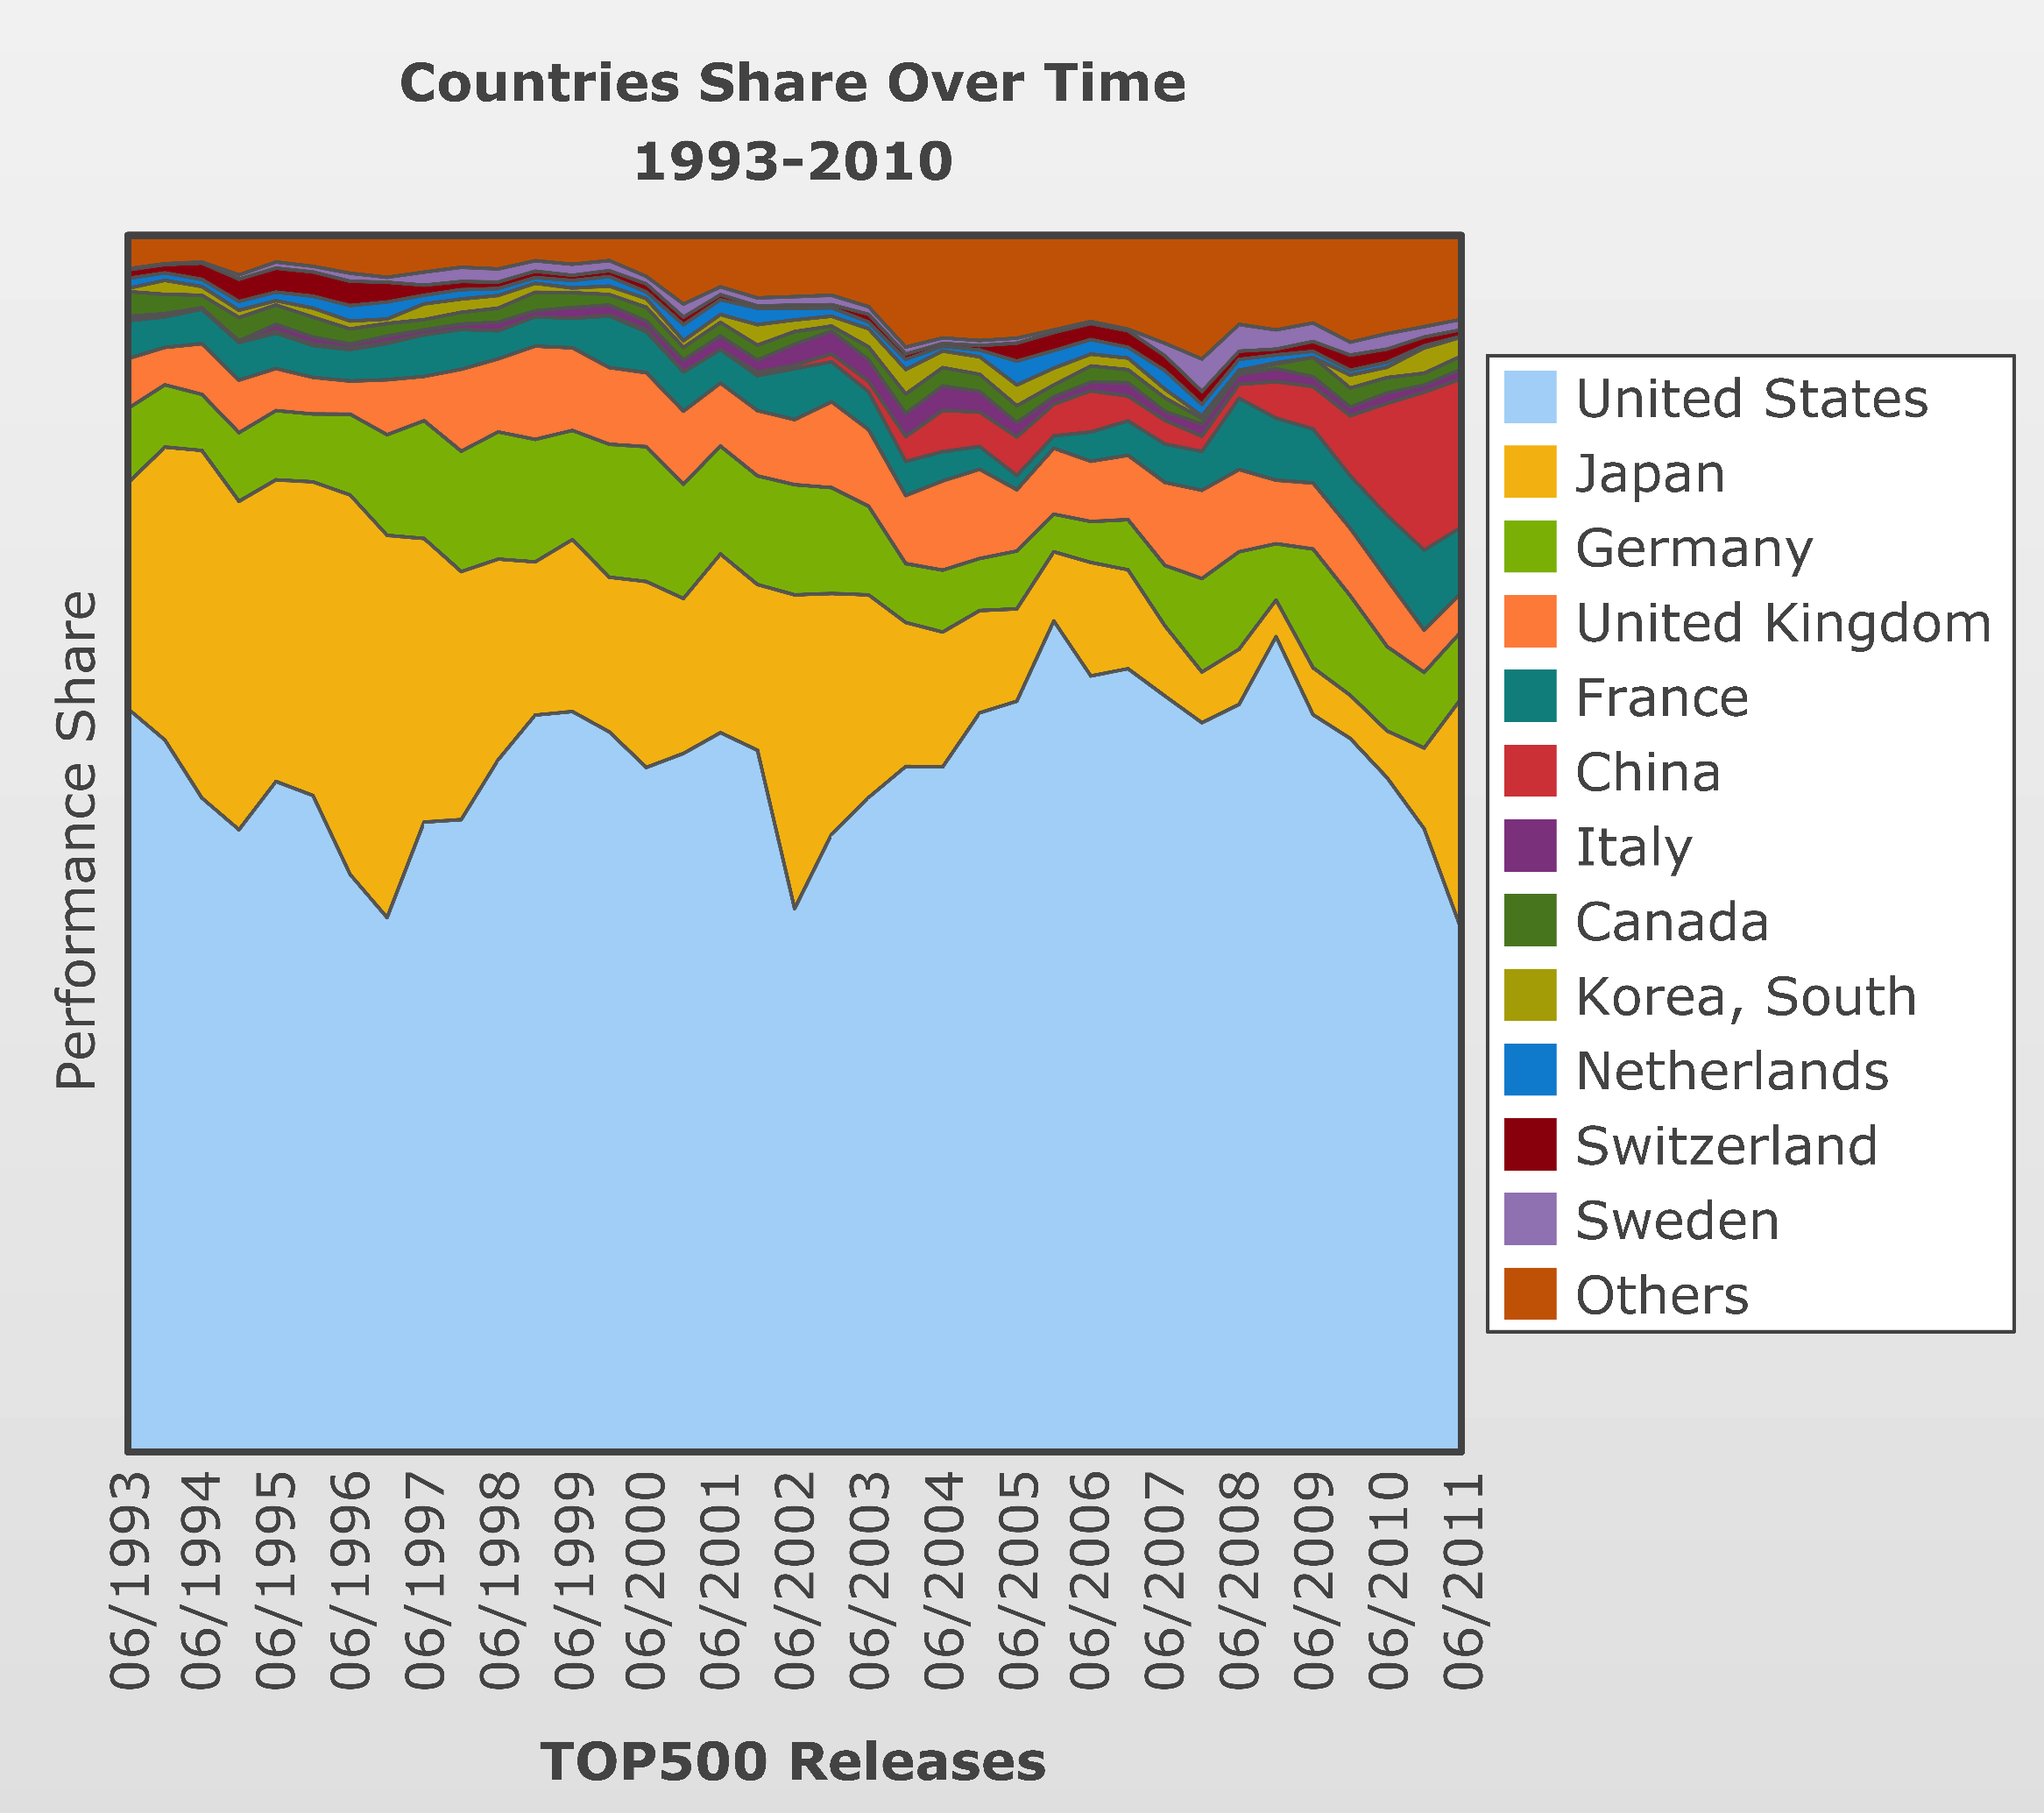 Countries Share Over Time
1993-2010
Performance Share
United States
Japan
Germany
United Kingdom
France
China
Italy
Canada
Korea, South
Netherlands
Switzerland
Sweden
Others
06/1993
06/1994
06/1995
06/1996
06/1997
06/1998
06/1999
06/2000
06/2001
06/2002
06/2003
06/2004
06/2005
06/2006
06/2007
06/2008
06/2009
06/2010
06/2011
TOP500 Releases